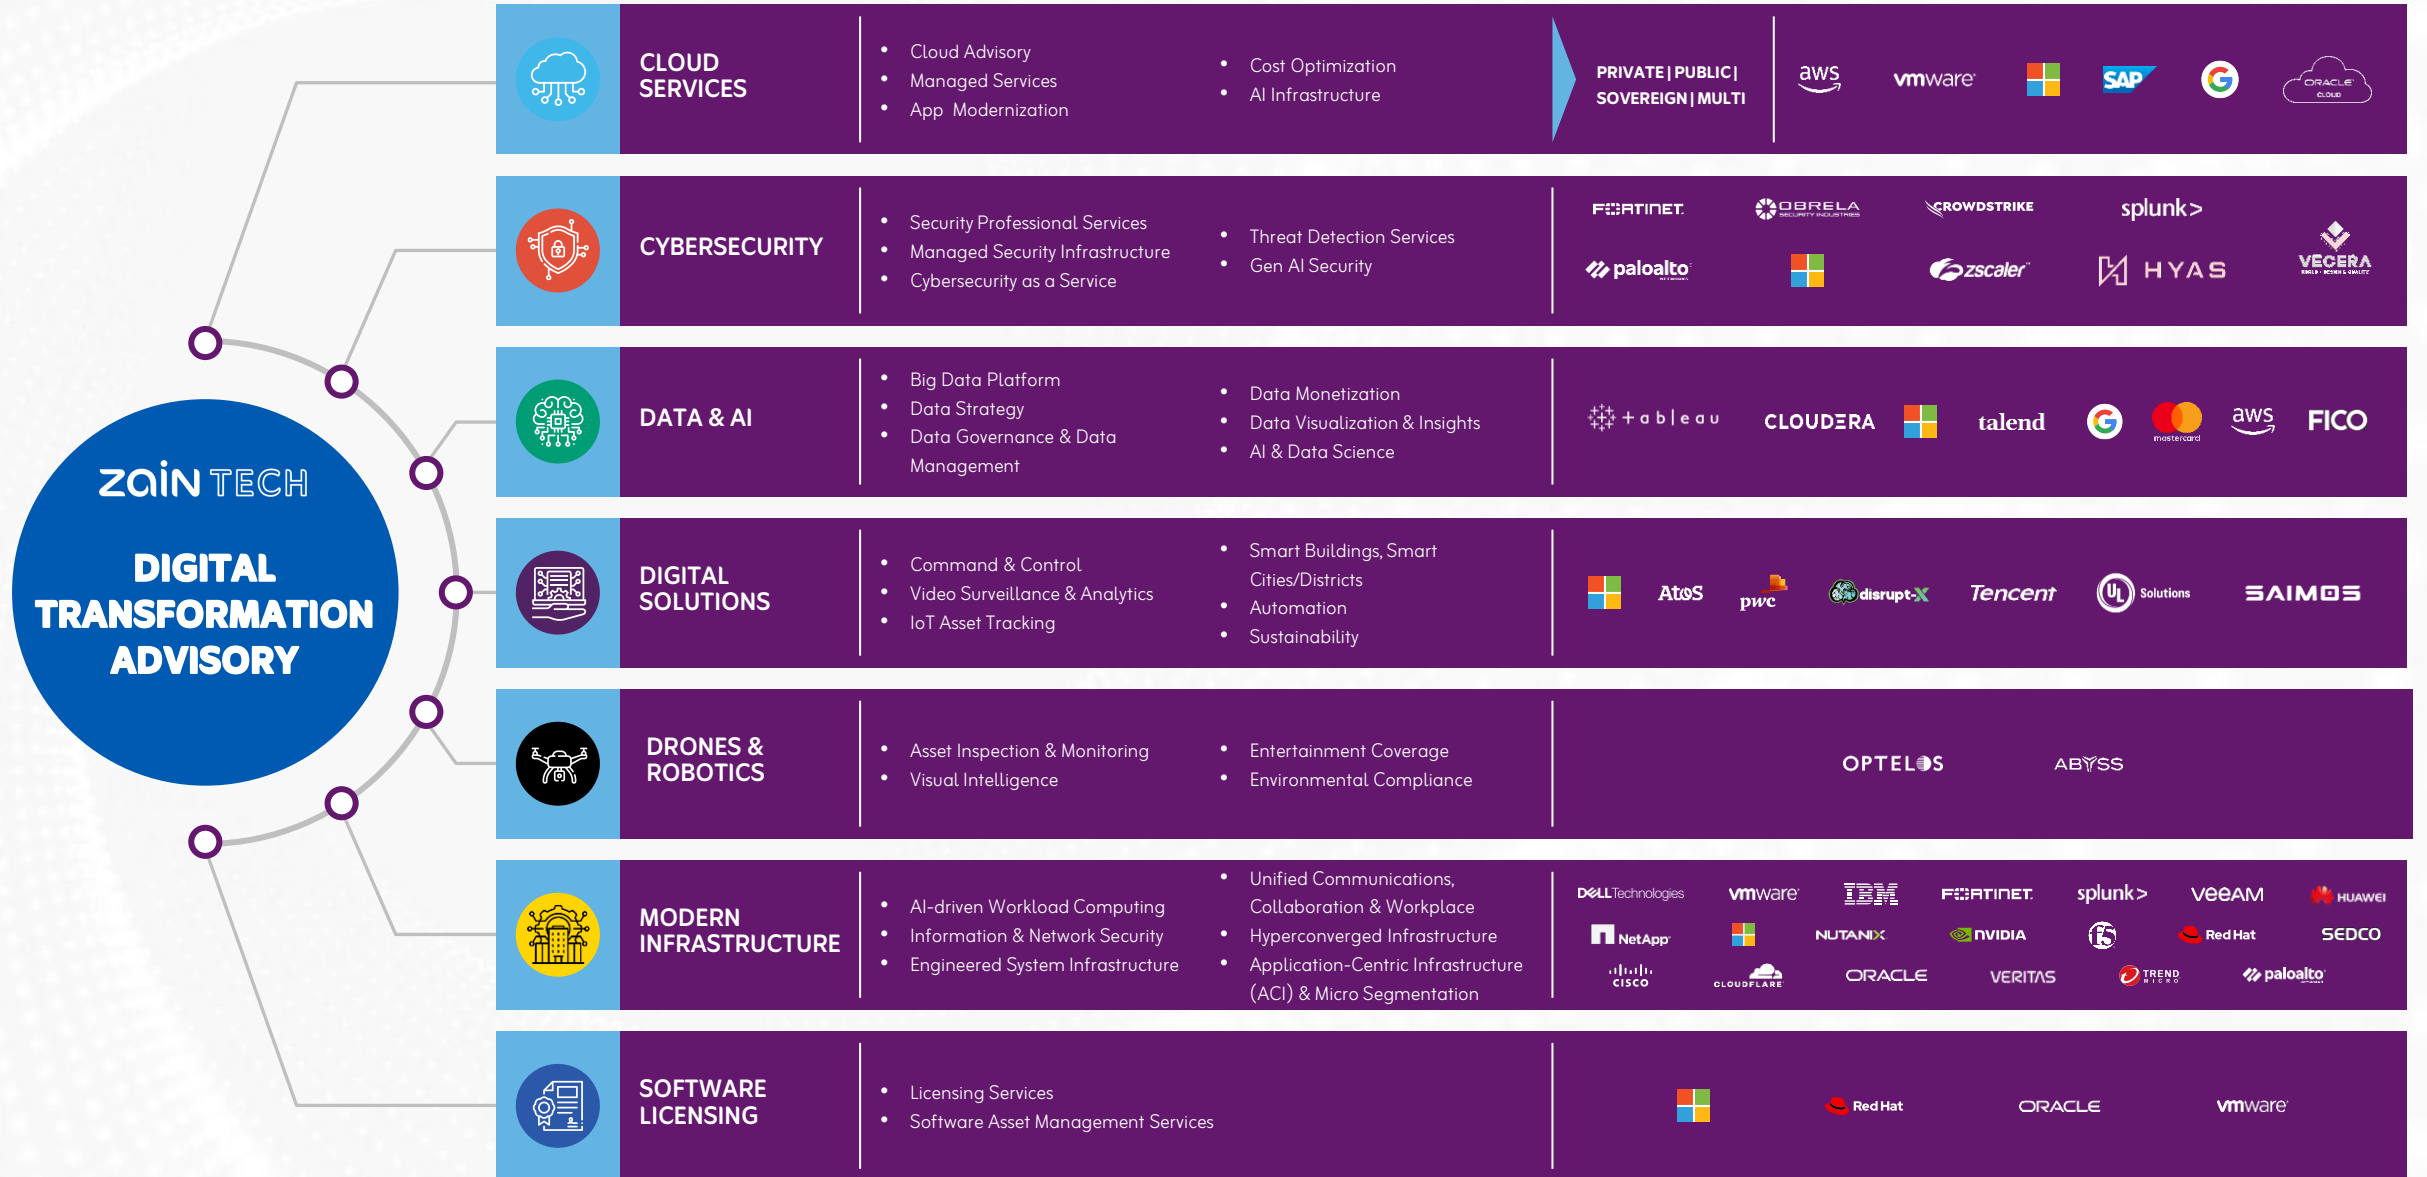 zain TECH
DIGITAL
TRANSFORMATION
ADVISORY
CLOUD
SERVICES
• Cloud Advisory
• Managed Services
• App Modernization
• Cost Optimization
• AI Infrastructure
PRIVATE | PUBLIC |
SOVEREIGN | MULTI
aws
vmware
SAP
G
ORACLE
CLOUD
CYBERSECURITY
• Security Professional Services
• Managed Security Infrastructure
• Cybersecurity as a Service
• Threat Detection Services
• Gen AI Security
FORTINET
OBRELA
SECURITY INDUSTRIES
CROWDSTRIKE
splunk>
paloalto
NETWORKS
zscaler
HYAS
VECERA
DATA & AI
• Big Data Platform
• Data Strategy
• Data Governance & Data
Management
• Data Monetization
• Data Visualization & Insights
• AI & Data Science
+ableau
CLOUDERA
talend
G
mastercard
aws
FICO
DIGITAL
SOLUTIONS
• Command & Control
• Video Surveillance & Analytics
• IoT Asset Tracking
• Smart Buildings, Smart
Cities/Districts
• Automation
• Sustainability
Atos
pwc
disrupt-X
Tencent
UL Solutions
SAIMOS
DRONES &
ROBOTICS
• Asset Inspection & Monitoring
• Visual Intelligence
• Entertainment Coverage
• Environmental Compliance
OPTELOS
ABYSS
MODERN
INFRASTRUCTURE
• AI-driven Workload Computing
• Information & Network Security
• Engineered System Infrastructure
• Unified Communications,
Collaboration & Workplace
• Hyperconverged Infrastructure
• Application-Centric Infrastructure
(ACI) & Micro Segmentation
DELLTechnologies
vmware
IBM
FORTINET
splunk>
veeAM
HUAWEI
NetApp
NUTANIX
NVIDIA
f5
Red Hat
SEDCO
CISCO
CLOUDFLARE
ORACLE
VERITAS
TREND
MICRO
paloalto
SOFTWARE
LICENSING
• Licensing Services
• Software Asset Management Services
Red Hat
ORACLE
vmware